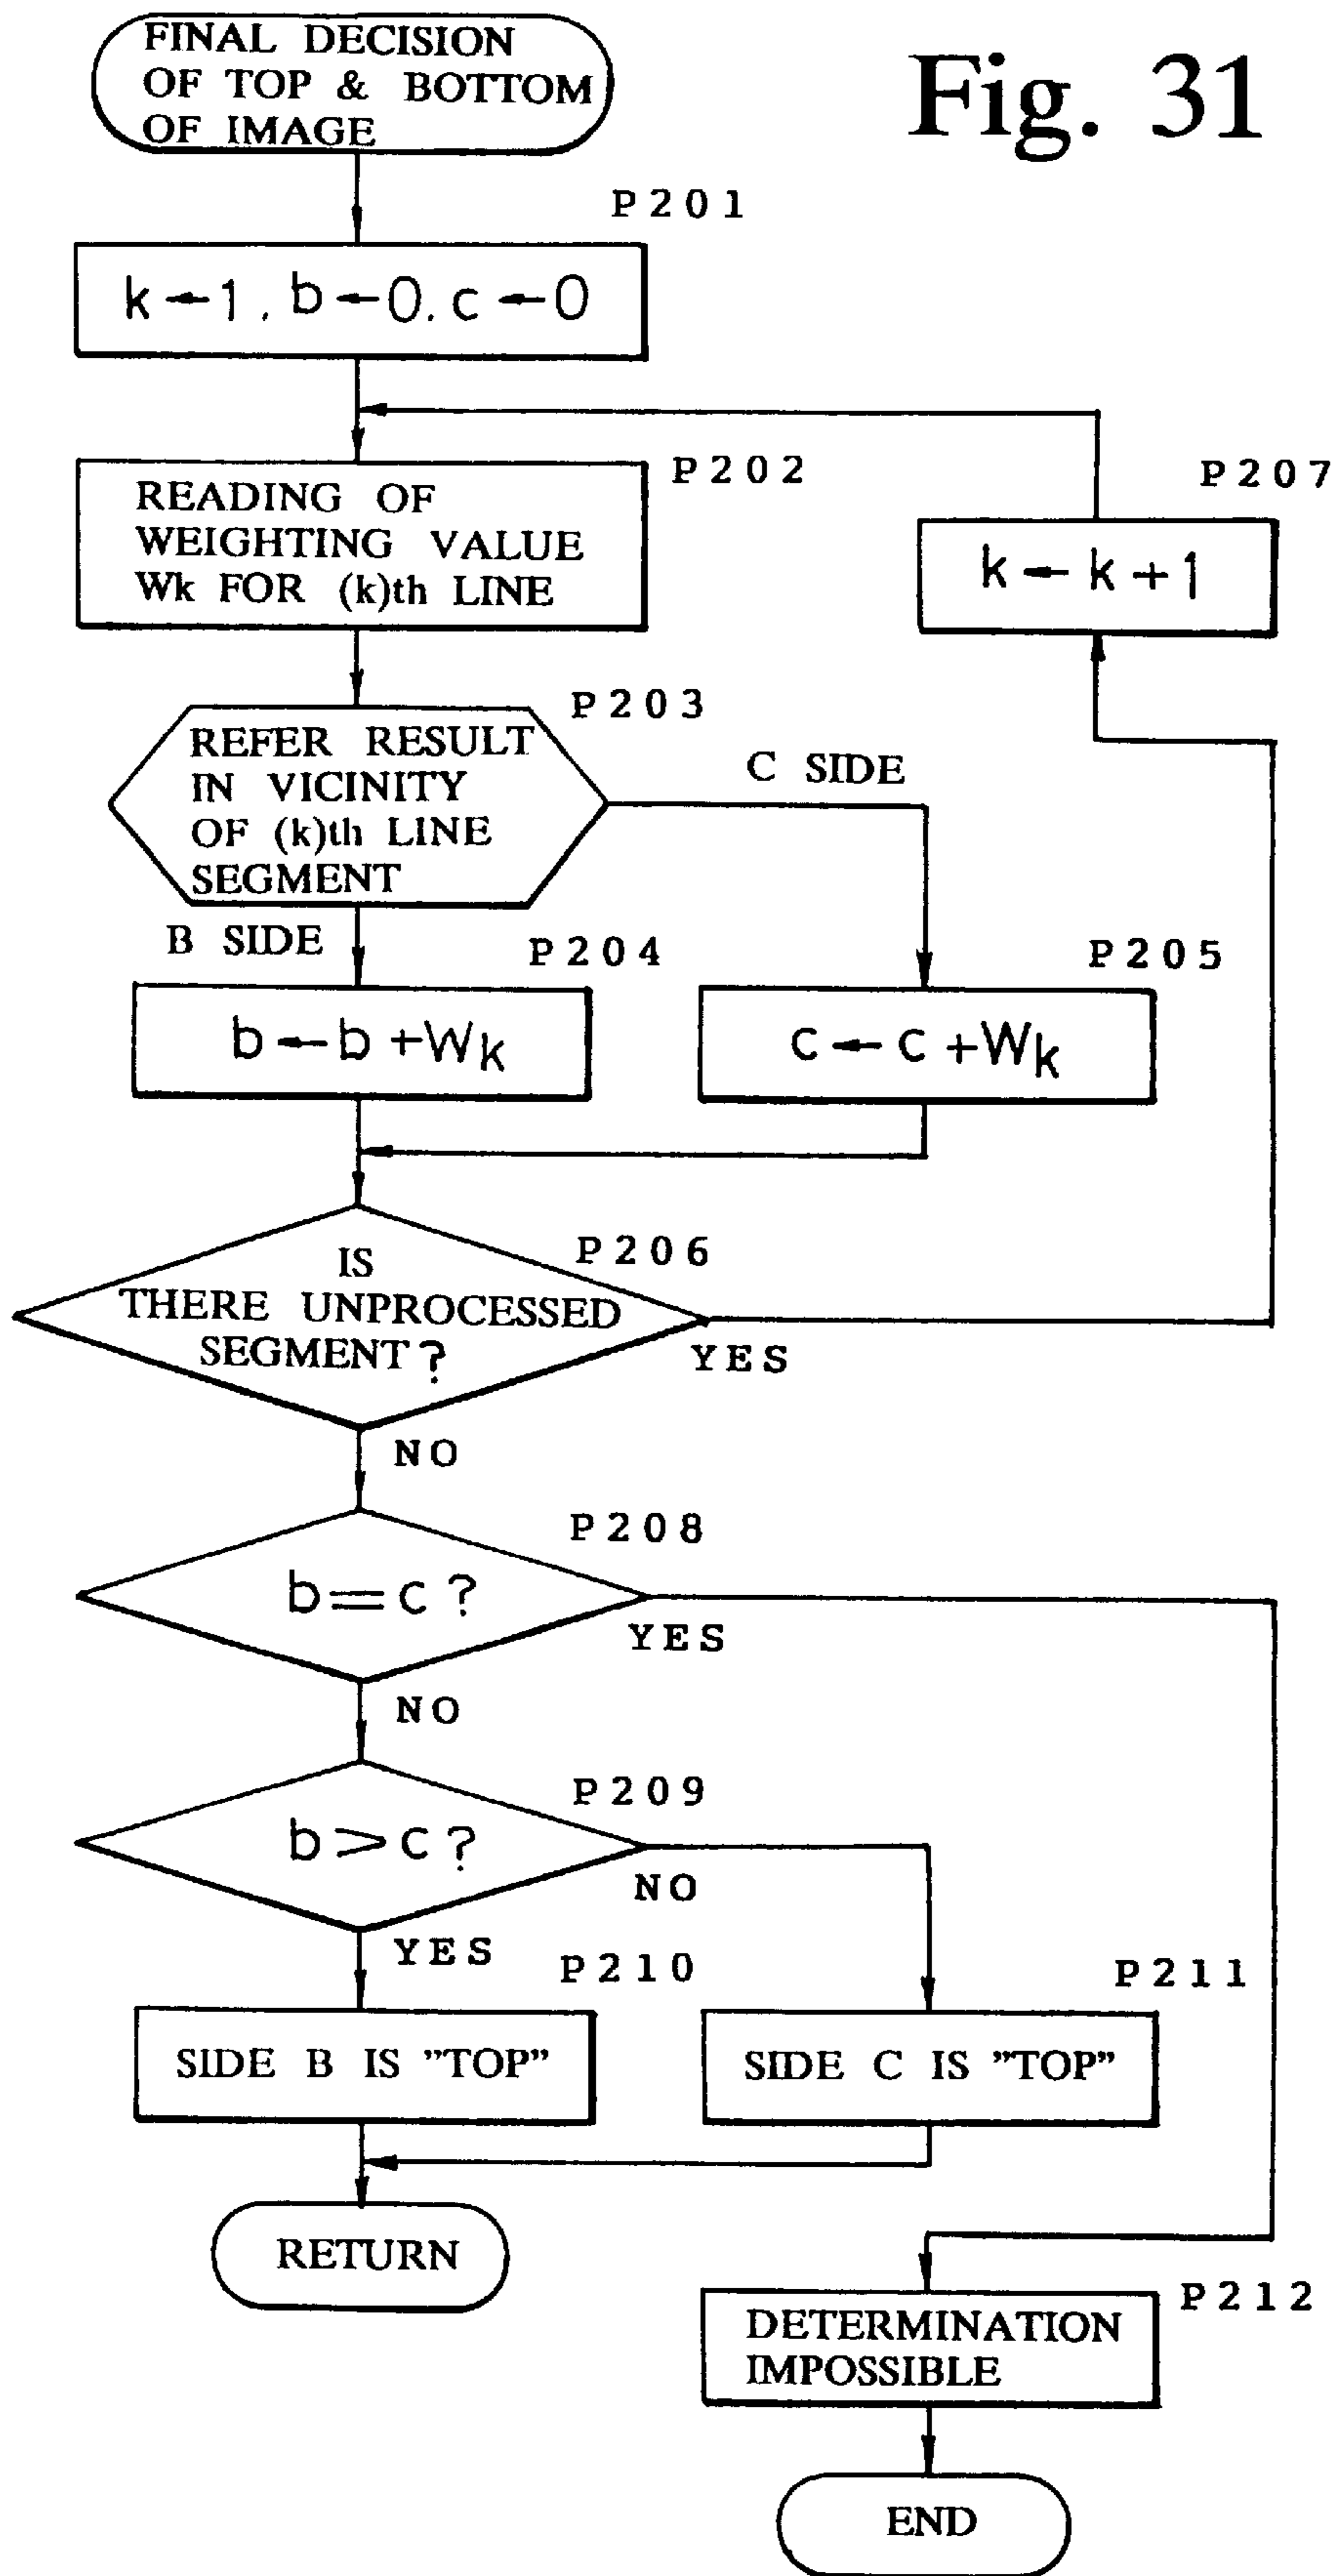 Fig. 31
FINAL DECISION
OF TOP & BOTTOM
OF IMAGE
P201
k←1, b←0, c←0
P202
READING OF
WEIGHTING VALUE
Wk FOR (k)th LINE
P207
k←k+1
P203
REFER RESULT
IN VICINITY
OF (k)th LINE
SEGMENT
C SIDE
B SIDE
P204
b←b+Wk
P205
c←c+Wk
P206
IS
THERE UNPROCESSED
SEGMENT?
YES
NO
P208
b=c?
YES
NO
P209
b>c?
NO
YES
P210
SIDE B IS "TOP"
P211
SIDE C IS "TOP"
RETURN
P212
DETERMINATION
IMPOSSIBLE
END